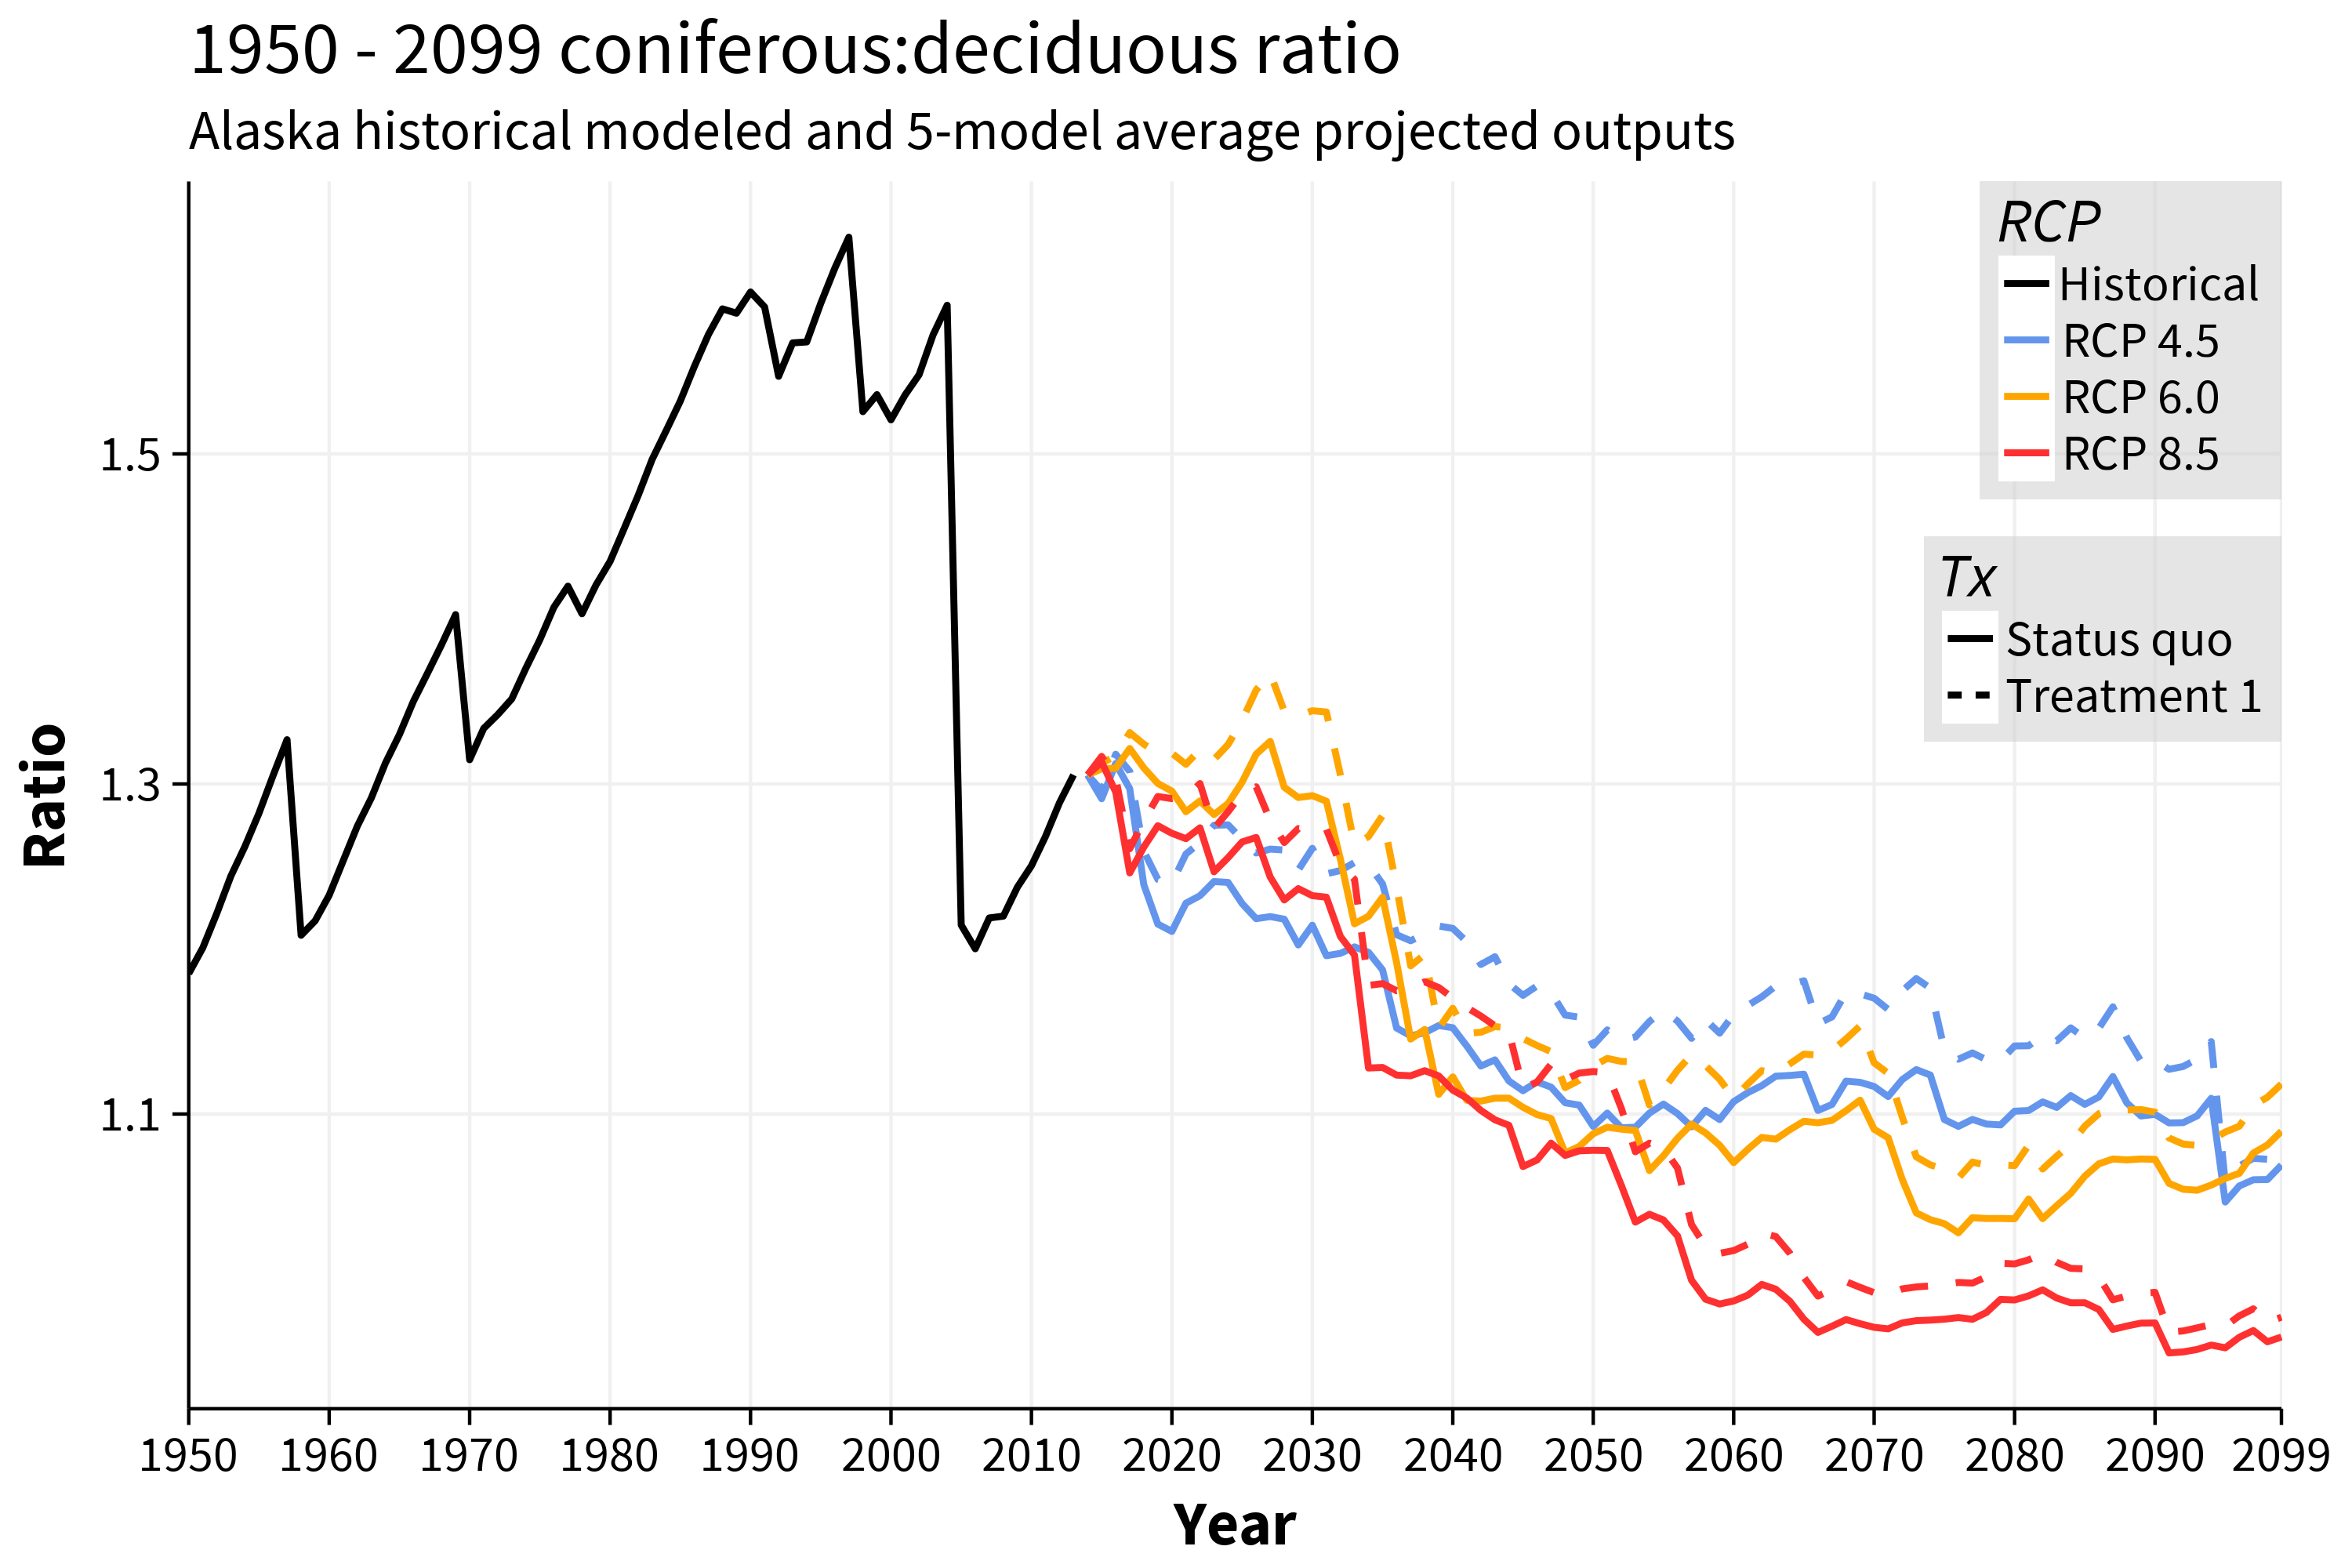 1950 - 2099 coniferous:deciduous ratio
Alaska historical modeled and 5-model average projected outputs
RCP
Historical
RCP 4.5
RCP 6.0
RCP 8.5
Tx
Status quo
Treatment 1
Ratio
1.5
1.3
1.1
1950 1960 1970 1980 1990 2000 2010 2020 2030 2040 2050 2060 2070 2080 2090 2099
Year